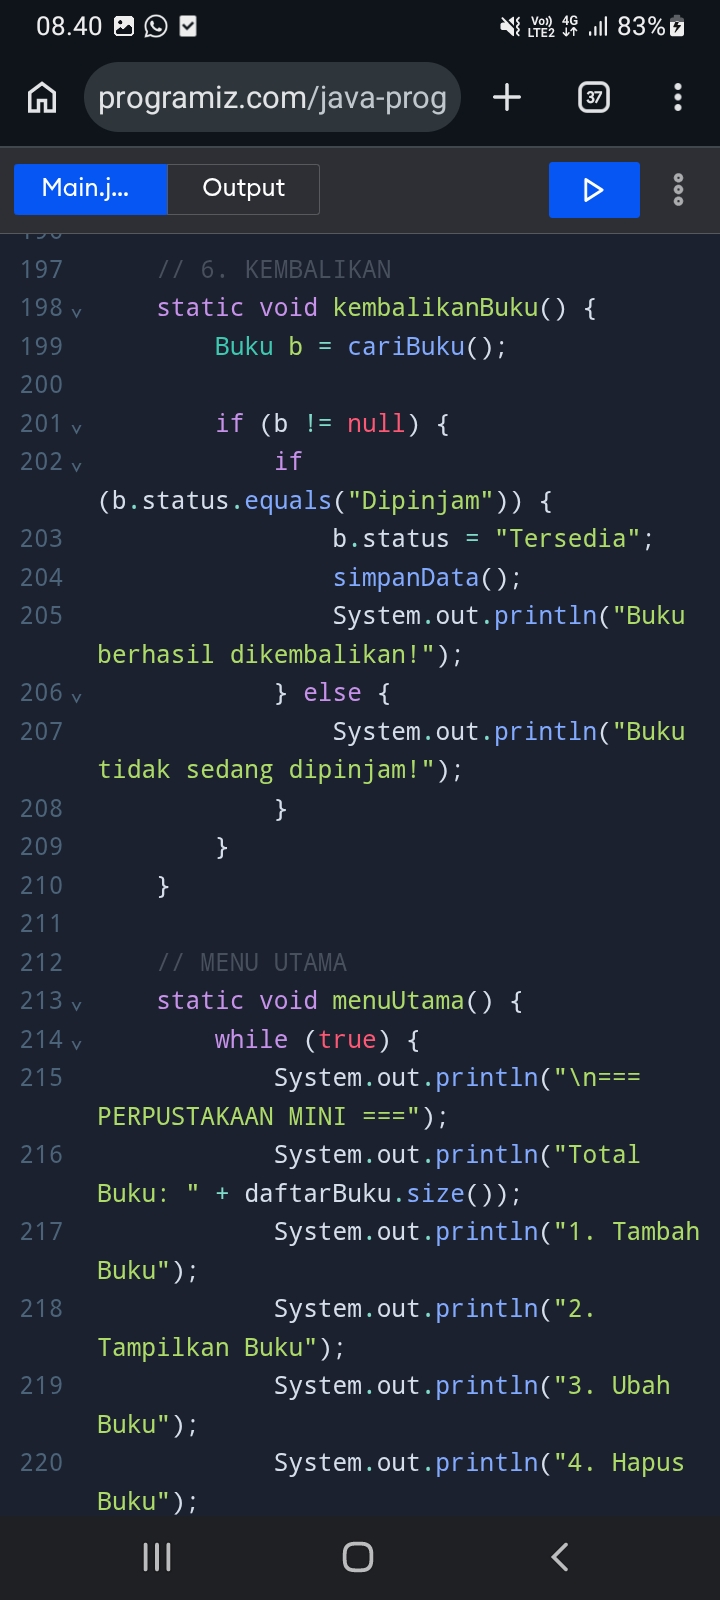 08.40
Vo)) LTE2 4G 83%
programiz.com/java-prog
37
Main.j... Output
197 // 6. KEMBALIKAN
198 static void kembalikanBuku() {
199 Buku b = cariBuku();
200
201 if (b != null) {
202 if
(b.status.equals("Dipinjam")) {
203 b.status = "Tersedia";
204 simpanData();
205 System.out.println("Buku
berhasil dikembalikan!");
206 } else {
207 System.out.println("Buku
tidak sedang dipinjam!");
208 }
209 }
210 }
211
212 // MENU UTAMA
213 static void menuUtama() {
214 while (true) {
215 System.out.println("\n===
PERPUSTAKAAN MINI ===");
216 System.out.println("Total
Buku: " + daftarBuku.size());
217 System.out.println("1. Tambah
Buku");
218 System.out.println("2.
Tampilkan Buku");
219 System.out.println("3. Ubah
Buku");
220 System.out.println("4. Hapus
Buku");